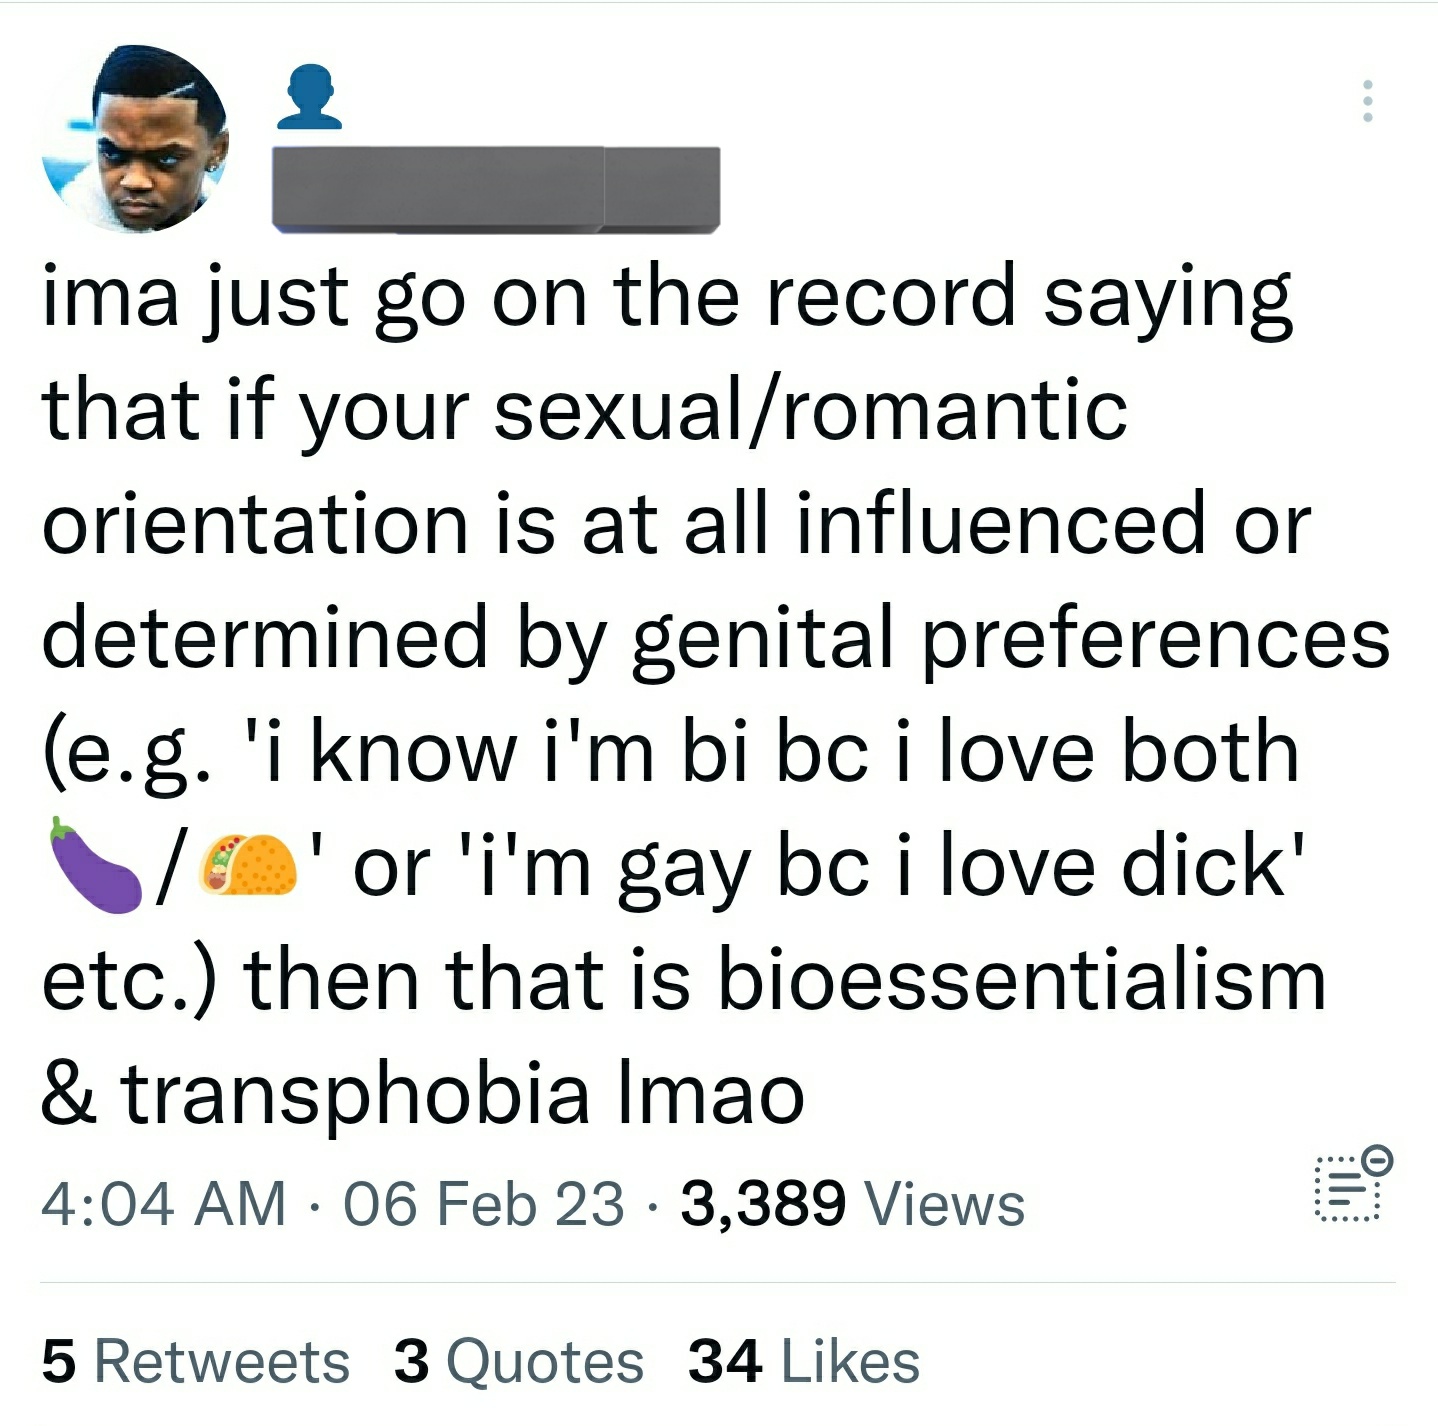 ima just go on the record saying
that if your sexual/romantic
orientation is at all influenced or
determined by genital preferences
(e.g. 'i know i'm bi bc i love both
🍆/🌮' or 'i'm gay bc i love dick'
etc.) then that is bioessentialism
& transphobia lmao
4:04 AM · 06 Feb 23 · 3,389 Views
5 Retweets 3 Quotes 34 Likes